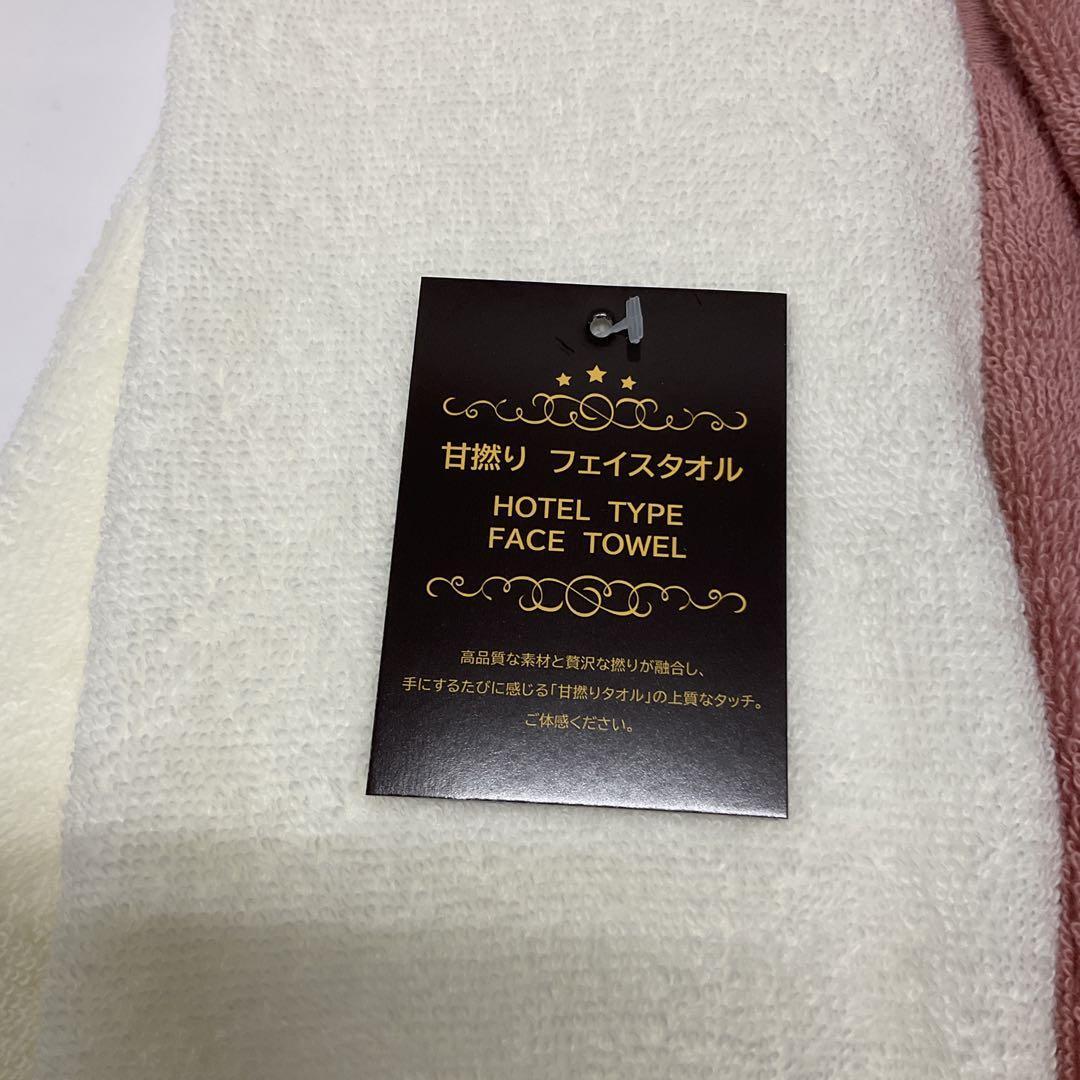 甘撚り フェイスタオル
HOTEL TYPE
FACE TOWEL
高品質な素材と贅沢な撚りが融合し、
手にするたびに感じる「甘撚りタオル」の上質なタッチ。
ご体感ください。